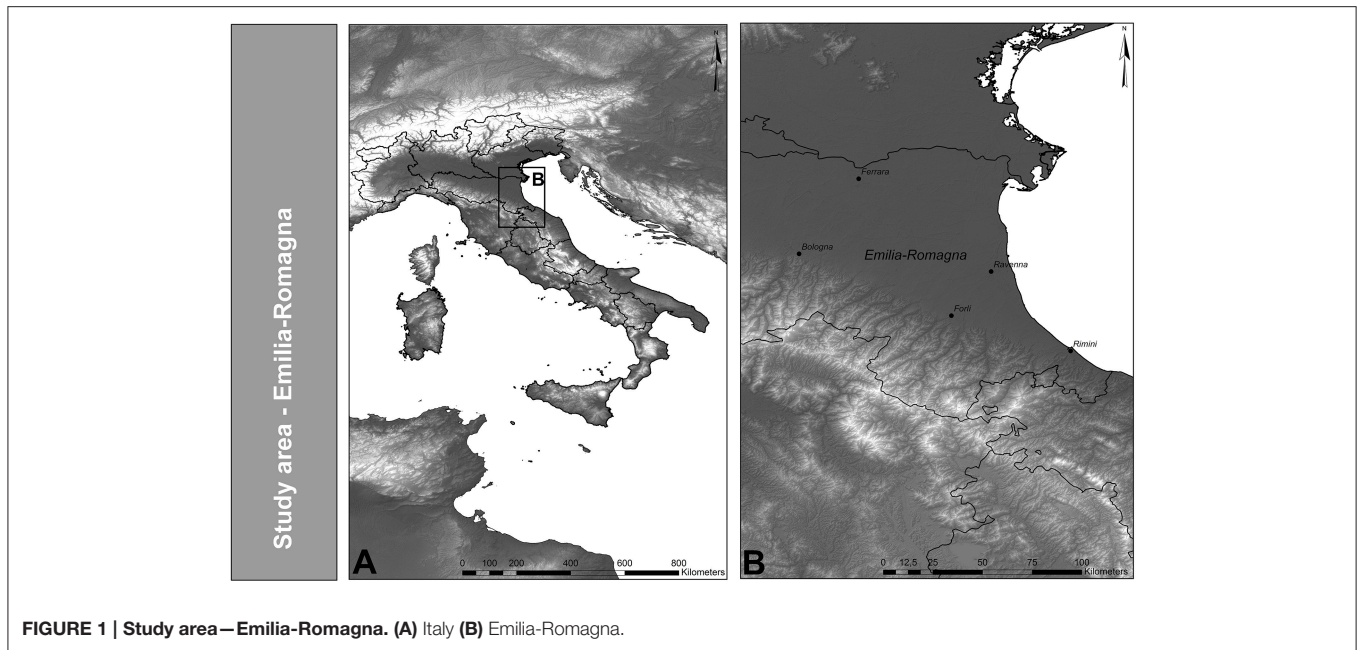 Study area - Emilia-Romagna
N
B
A
0 100 200 400 600 800
Kilometers
N
Ferrara
Bologna
Emilia-Romagna
Ravenna
Forlì
Rimini
B
0 12,5 25 50 75 100
Kilometers
FIGURE 1 | Study area—Emilia-Romagna. (A) Italy (B) Emilia-Romagna.